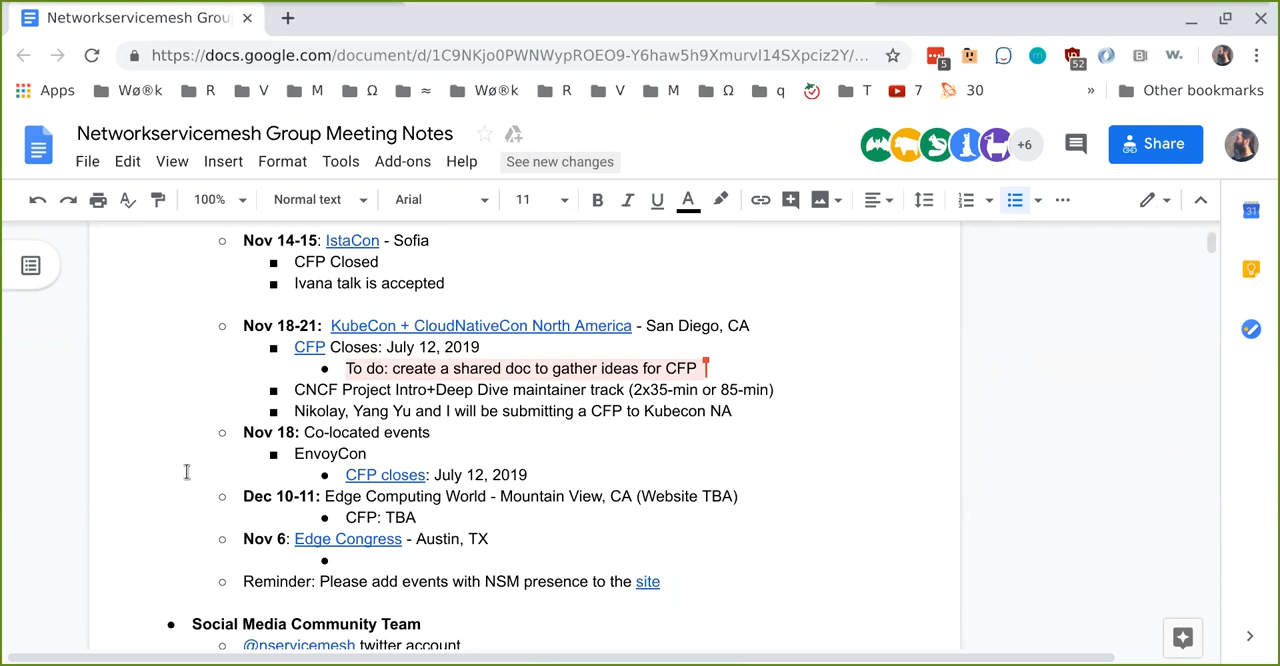 Networkservicemesh Grou
https://docs.google.com/document/d/1C9NKjo0PWNWypROEO9-Y6haw5h9XmurvI14SXpciz2Y/...
5
52
W.
Apps Wø®k R V M Ω ≈ Wø®k R V M Ω q T 7 30 » Other bookmarks
Networkservicemesh Group Meeting Notes
File Edit View Insert Format Tools Add-ons Help See new changes
+6
Share
100% Normal text Arial 11 B I U A
31
Nov 14-15: IstaCon - Sofia
CFP Closed
Ivana talk is accepted
Nov 18-21: KubeCon + CloudNativeCon North America - San Diego, CA
CFP Closes: July 12, 2019
To do: create a shared doc to gather ideas for CFP
CNCF Project Intro+Deep Dive maintainer track (2x35-min or 85-min)
Nikolay, Yang Yu and I will be submitting a CFP to Kubecon NA
Nov 18: Co-located events
EnvoyCon
CFP closes: July 12, 2019
Dec 10-11: Edge Computing World - Mountain View, CA (Website TBA)
CFP: TBA
Nov 6: Edge Congress - Austin, TX
Reminder: Please add events with NSM presence to the site
Social Media Community Team
@nservicemesh twitter account